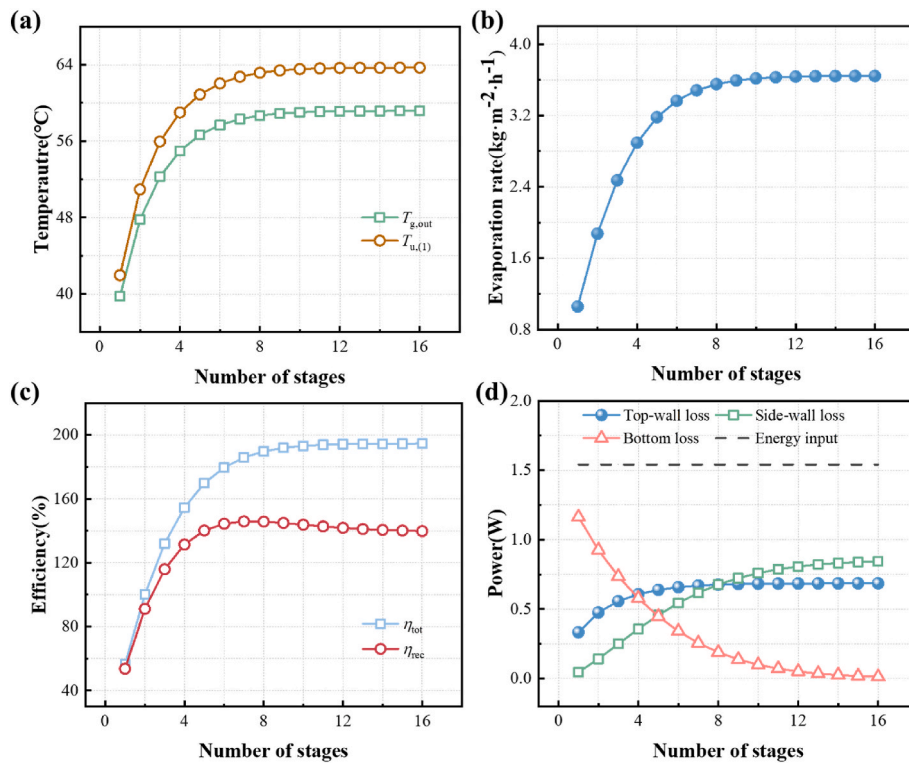 (a)
64
56
48
40
Temperautre(°C)
T_g,out
T_u,(1)
0 4 8 12 16
Number of stages
(b)
4.0
3.2
2.4
1.6
0.8
Evaporation rate(kg·m⁻²·h⁻¹)
0 4 8 12 16
Number of stages
(c)
200
160
120
80
40
Efficiency(%)
η_tot
η_rec
0 4 8 12 16
Number of stages
(d)
2.0
1.5
1.0
0.5
0.0
Power(W)
Top-wall loss Side-wall loss
Bottom loss Energy input
0 4 8 12 16
Number of stages